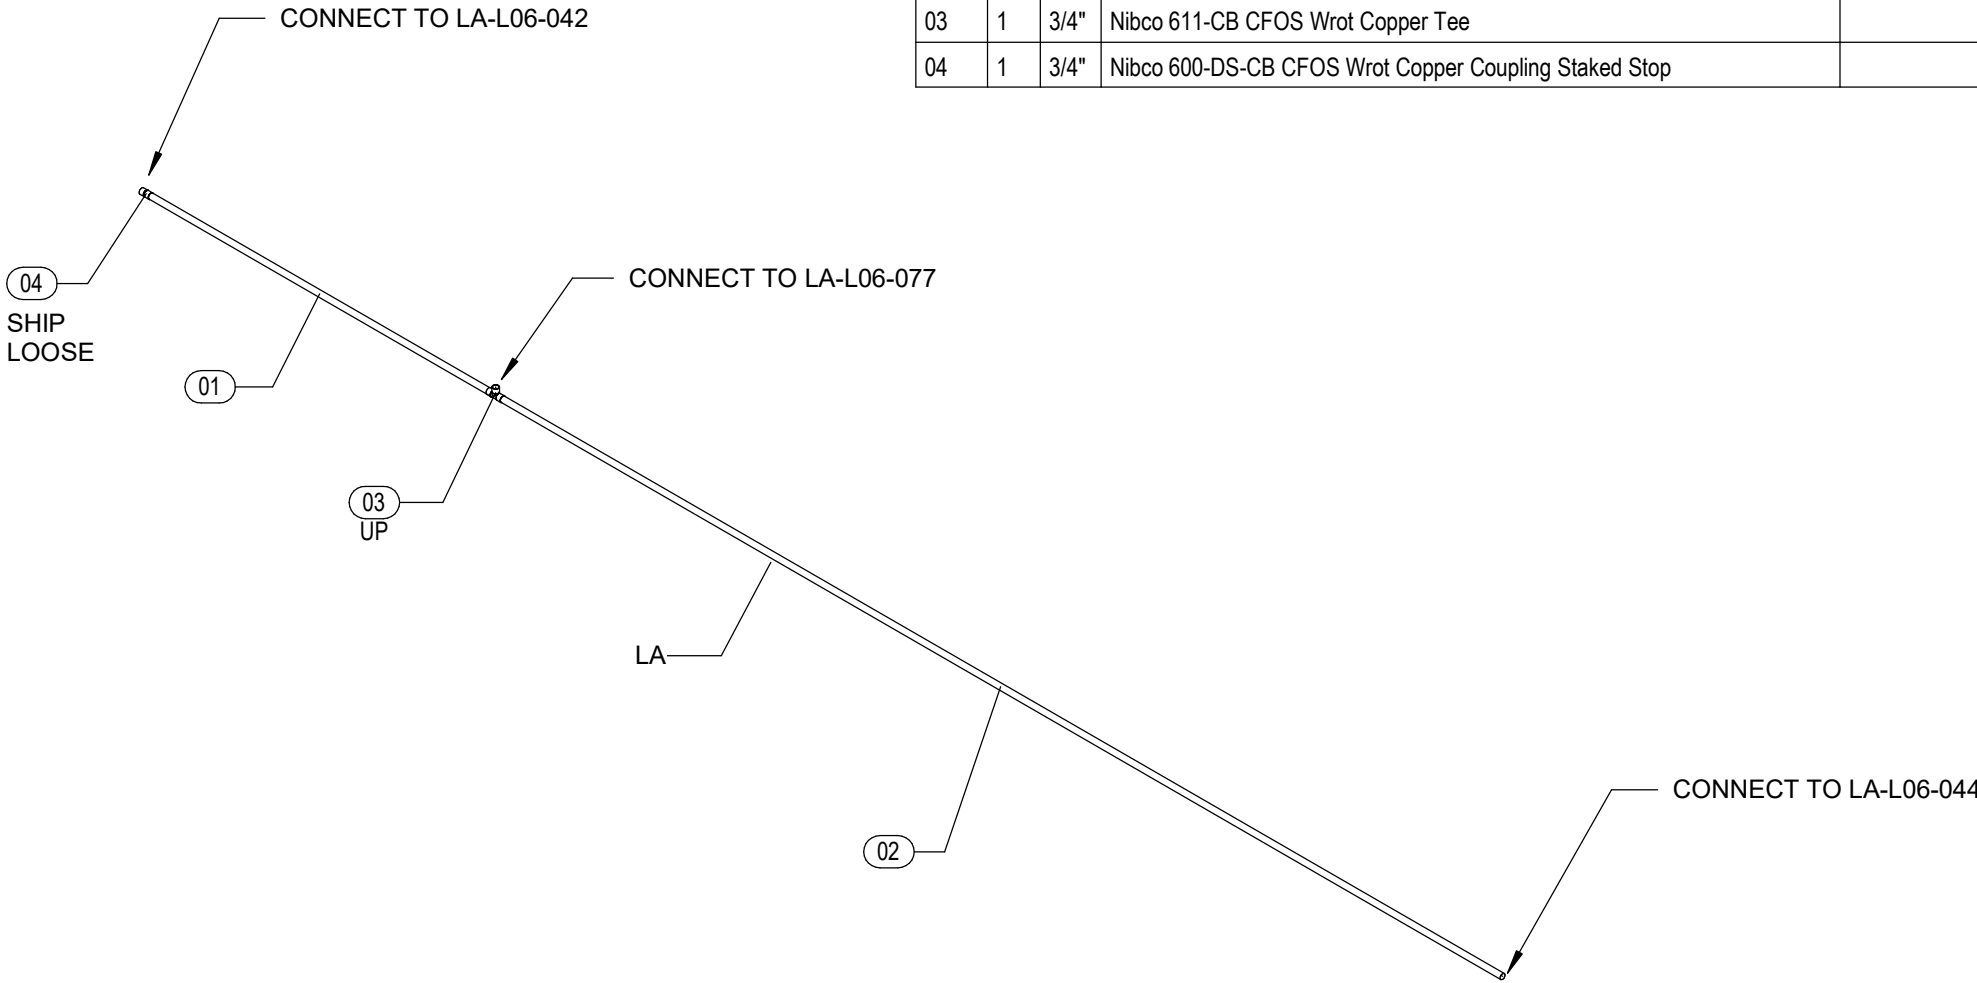 CONNECT TO LA-L06-042
03 1 3/4" Nibco 611-CB CFOS Wrot Copper Tee
04 1 3/4" Nibco 600-DS-CB CFOS Wrot Copper Coupling Staked Stop
04
SHIP
LOOSE
CONNECT TO LA-L06-077
01
03
UP
LA
CONNECT TO LA-L06-044
02